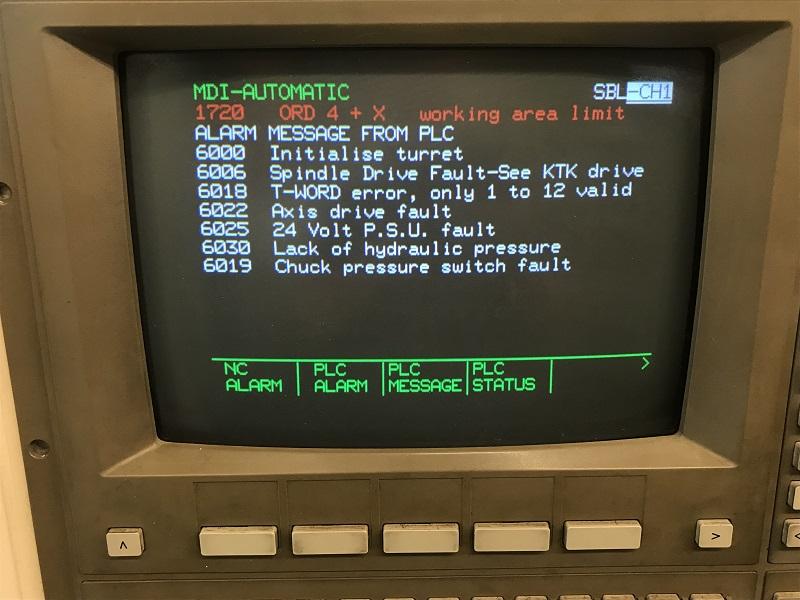 MDI-AUTOMATIC SBL-CH1
1720 ORD 4 + X working area limit
ALARM MESSAGE FROM PLC
6000 Initialise turret
6006 Spindle Drive Fault-See KTK drive
6018 T-WORD error, only 1 to 12 valid
6022 Axis drive fault
6025 24 Volt P.S.U. fault
6030 Lack of hydraulic pressure
6019 Chuck pressure switch fault
>
NC PLC PLC PLC
ALARM ALARM MESSAGE STATUS
^ >
<